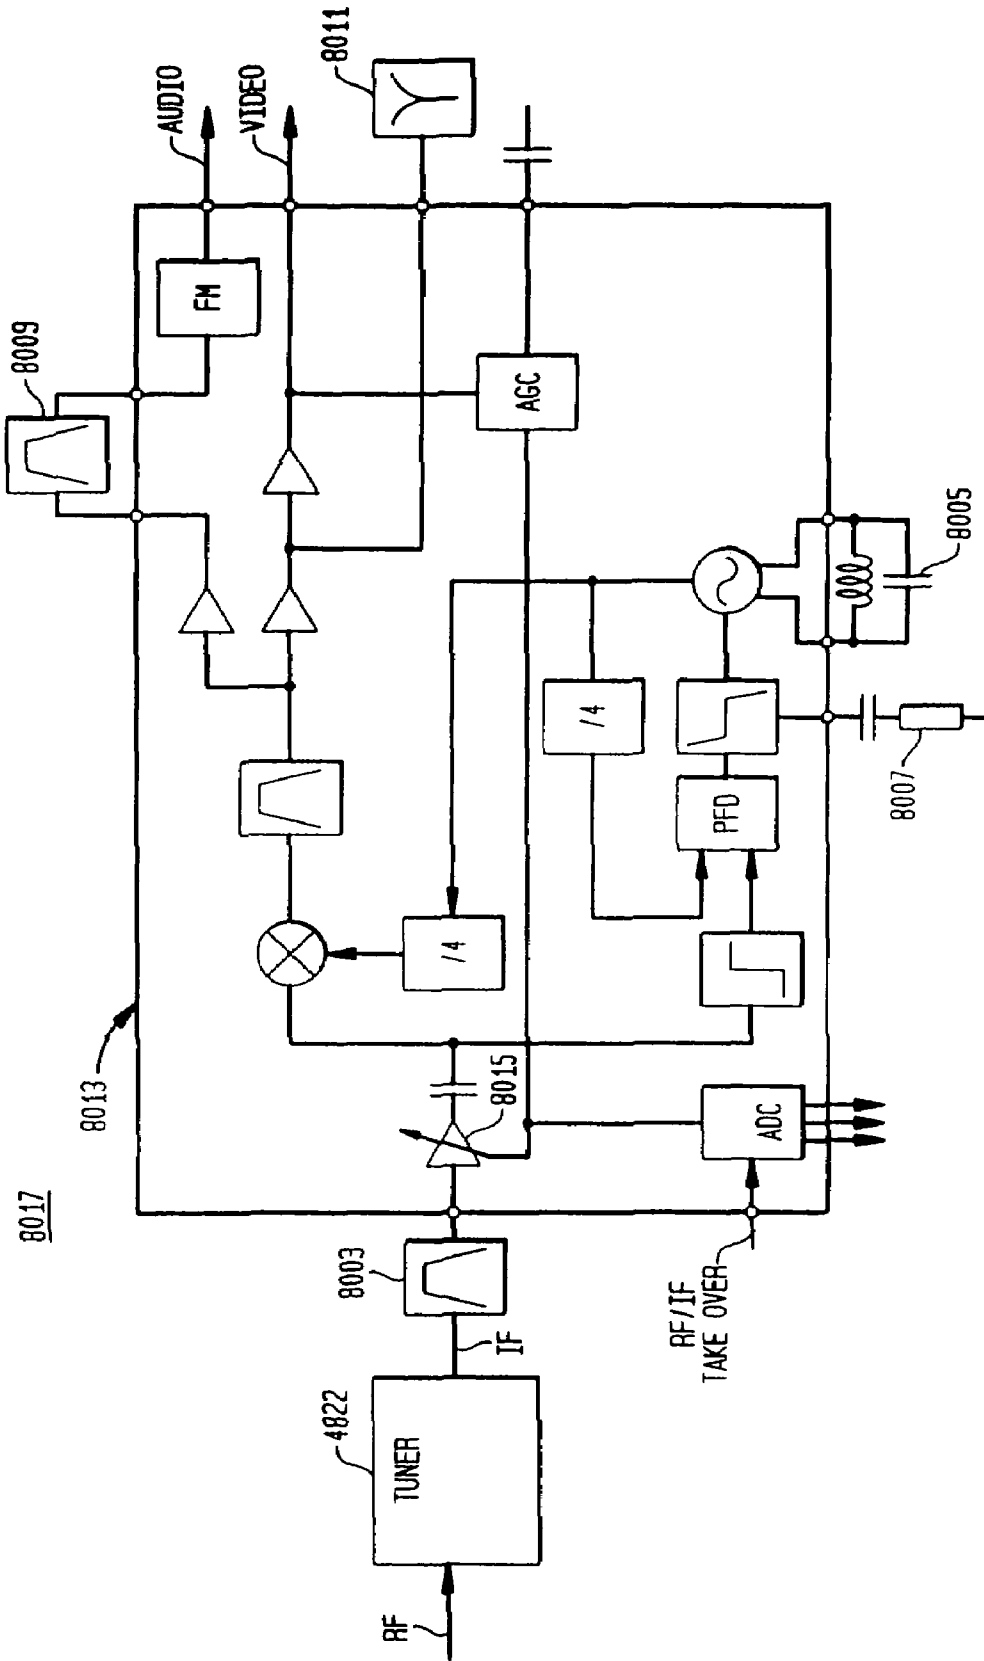 8017
8013
RF
TUNER
4822
IF
8003
8015
RF/IF
TAKE OVER
ADC
/4
/4
PFD
8007
8005
AGC
8009
FM
AUDIO
VIDEO
8011